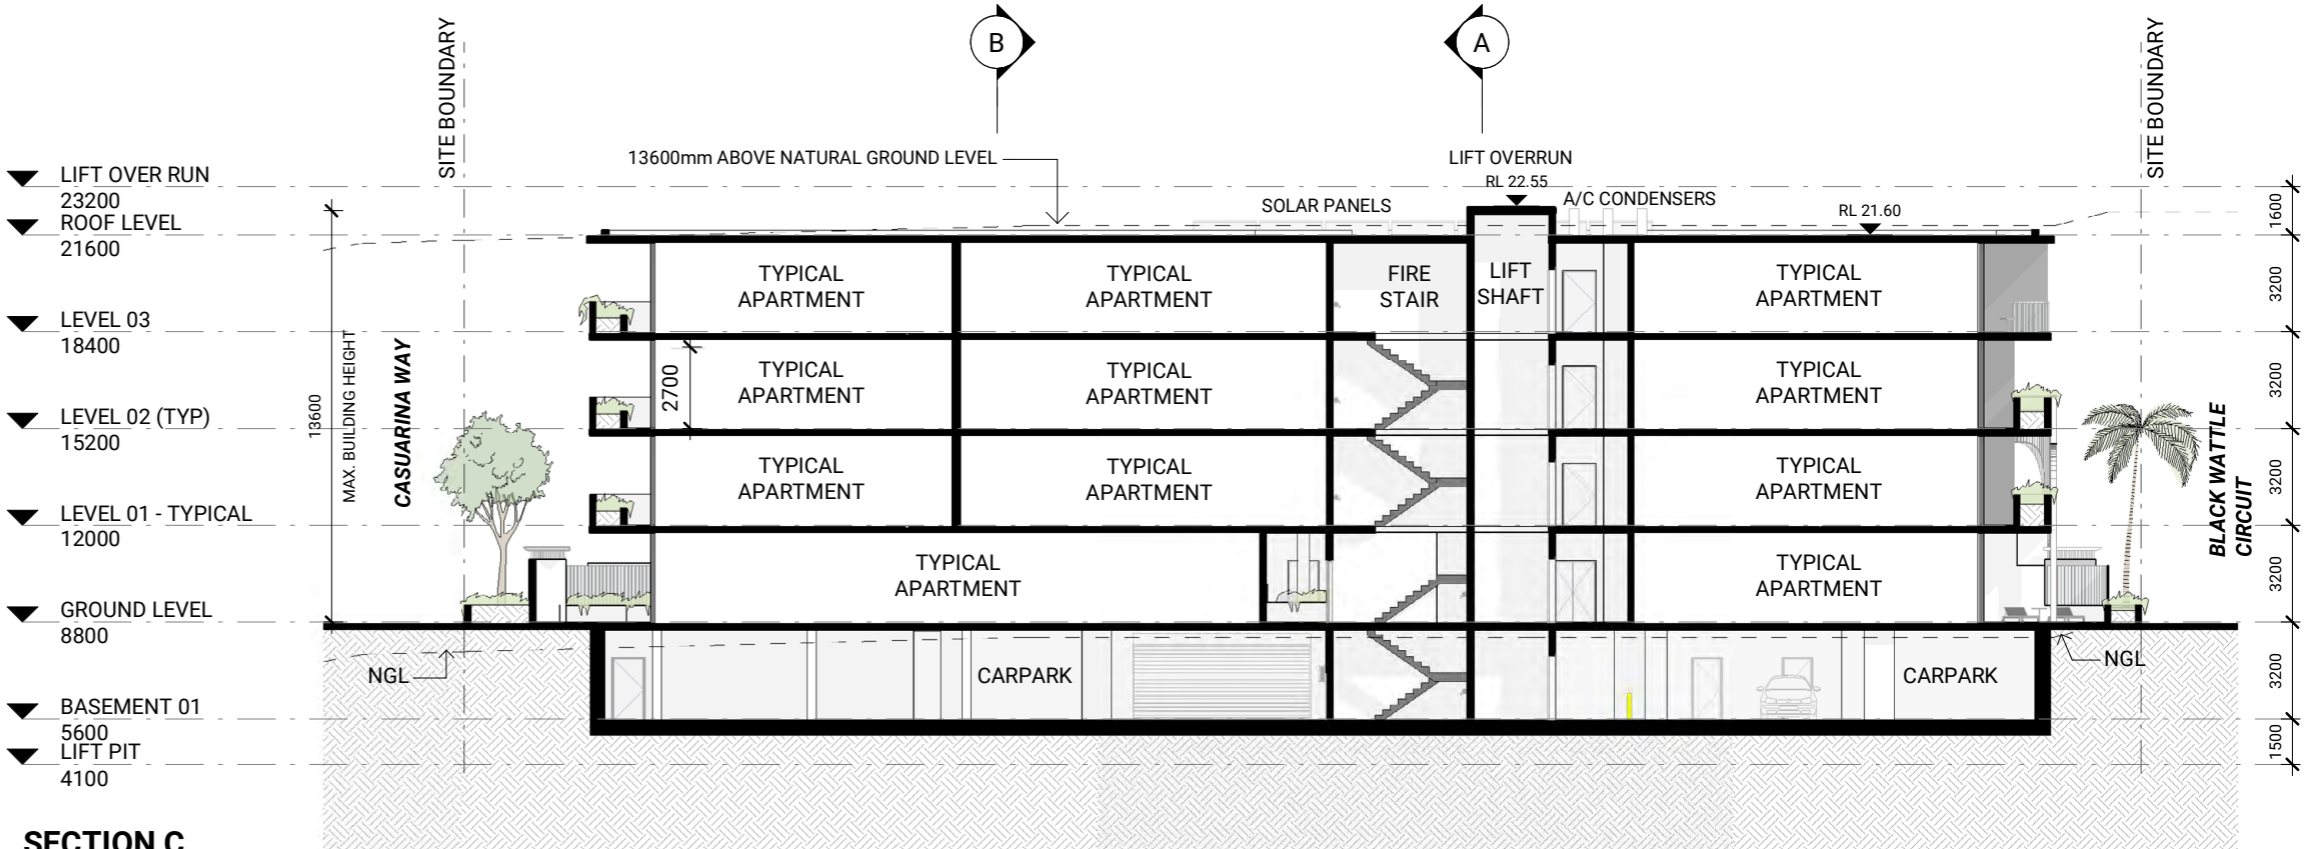 SITE BOUNDARY
B
A
SITE BOUNDARY
13600mm ABOVE NATURAL GROUND LEVEL
LIFT OVERRUN
RL 22.55
A/C CONDENSERS
SOLAR PANELS
RL 21.60
LIFT OVER RUN
23200
ROOF LEVEL
21600
LEVEL 03
18400
LEVEL 02 (TYP)
15200
LEVEL 01 - TYPICAL
12000
GROUND LEVEL
8800
BASEMENT 01
5600
LIFT PIT
4100
13600
MAX. BUILDING HEIGHT
CASUARINA WAY
TYPICAL
APARTMENT
TYPICAL
APARTMENT
FIRE
STAIR
LIFT
SHAFT
TYPICAL
APARTMENT
2700
TYPICAL
APARTMENT
TYPICAL
APARTMENT
TYPICAL
APARTMENT
TYPICAL
APARTMENT
TYPICAL
APARTMENT
TYPICAL
APARTMENT
TYPICAL
APARTMENT
TYPICAL
APARTMENT
NGL
CARPARK
CARPARK
NGL
BLACK WATTLE
CIRCUIT
1600
3200
3200
3200
3200
3200
1500
SECTION C